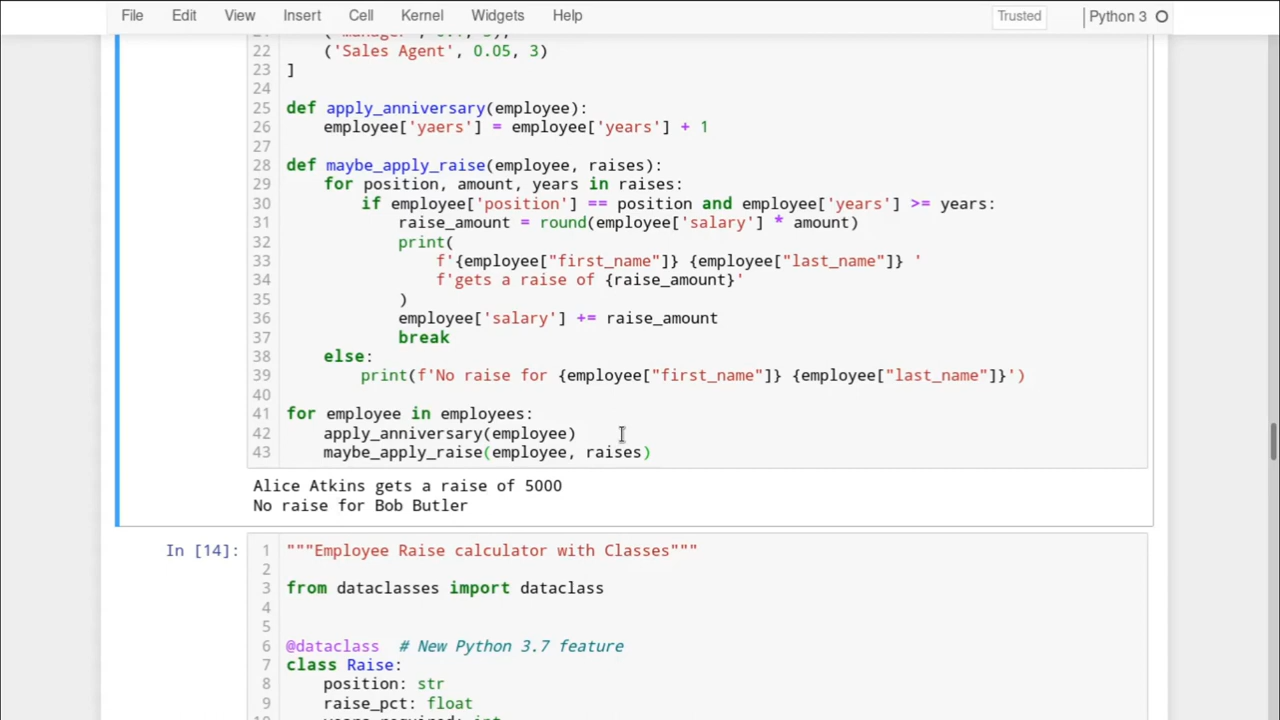 File Edit View Insert Cell Kernel Widgets Help Trusted Python 3
22 ('Sales Agent', 0.05, 3)
23 ]
24
25 def apply_anniversary(employee):
26 employee['yaers'] = employee['years'] + 1
27
28 def maybe_apply_raise(employee, raises):
29 for position, amount, years in raises:
30 if employee['position'] == position and employee['years'] >= years:
31 raise_amount = round(employee['salary'] * amount)
32 print(
33 f'{employee["first_name"]} {employee["last_name"]} '
34 f'gets a raise of {raise_amount}'
35 )
36 employee['salary'] += raise_amount
37 break
38 else:
39 print(f'No raise for {employee["first_name"]} {employee["last_name"]}')
40
41 for employee in employees:
42 apply_anniversary(employee)
43 maybe_apply_raise(employee, raises)
Alice Atkins gets a raise of 5000
No raise for Bob Butler
In [14]: 1 """Employee Raise calculator with Classes"""
2
3 from dataclasses import dataclass
4
5
6 @dataclass # New Python 3.7 feature
7 class Raise:
8 position: str
9 raise_pct: float